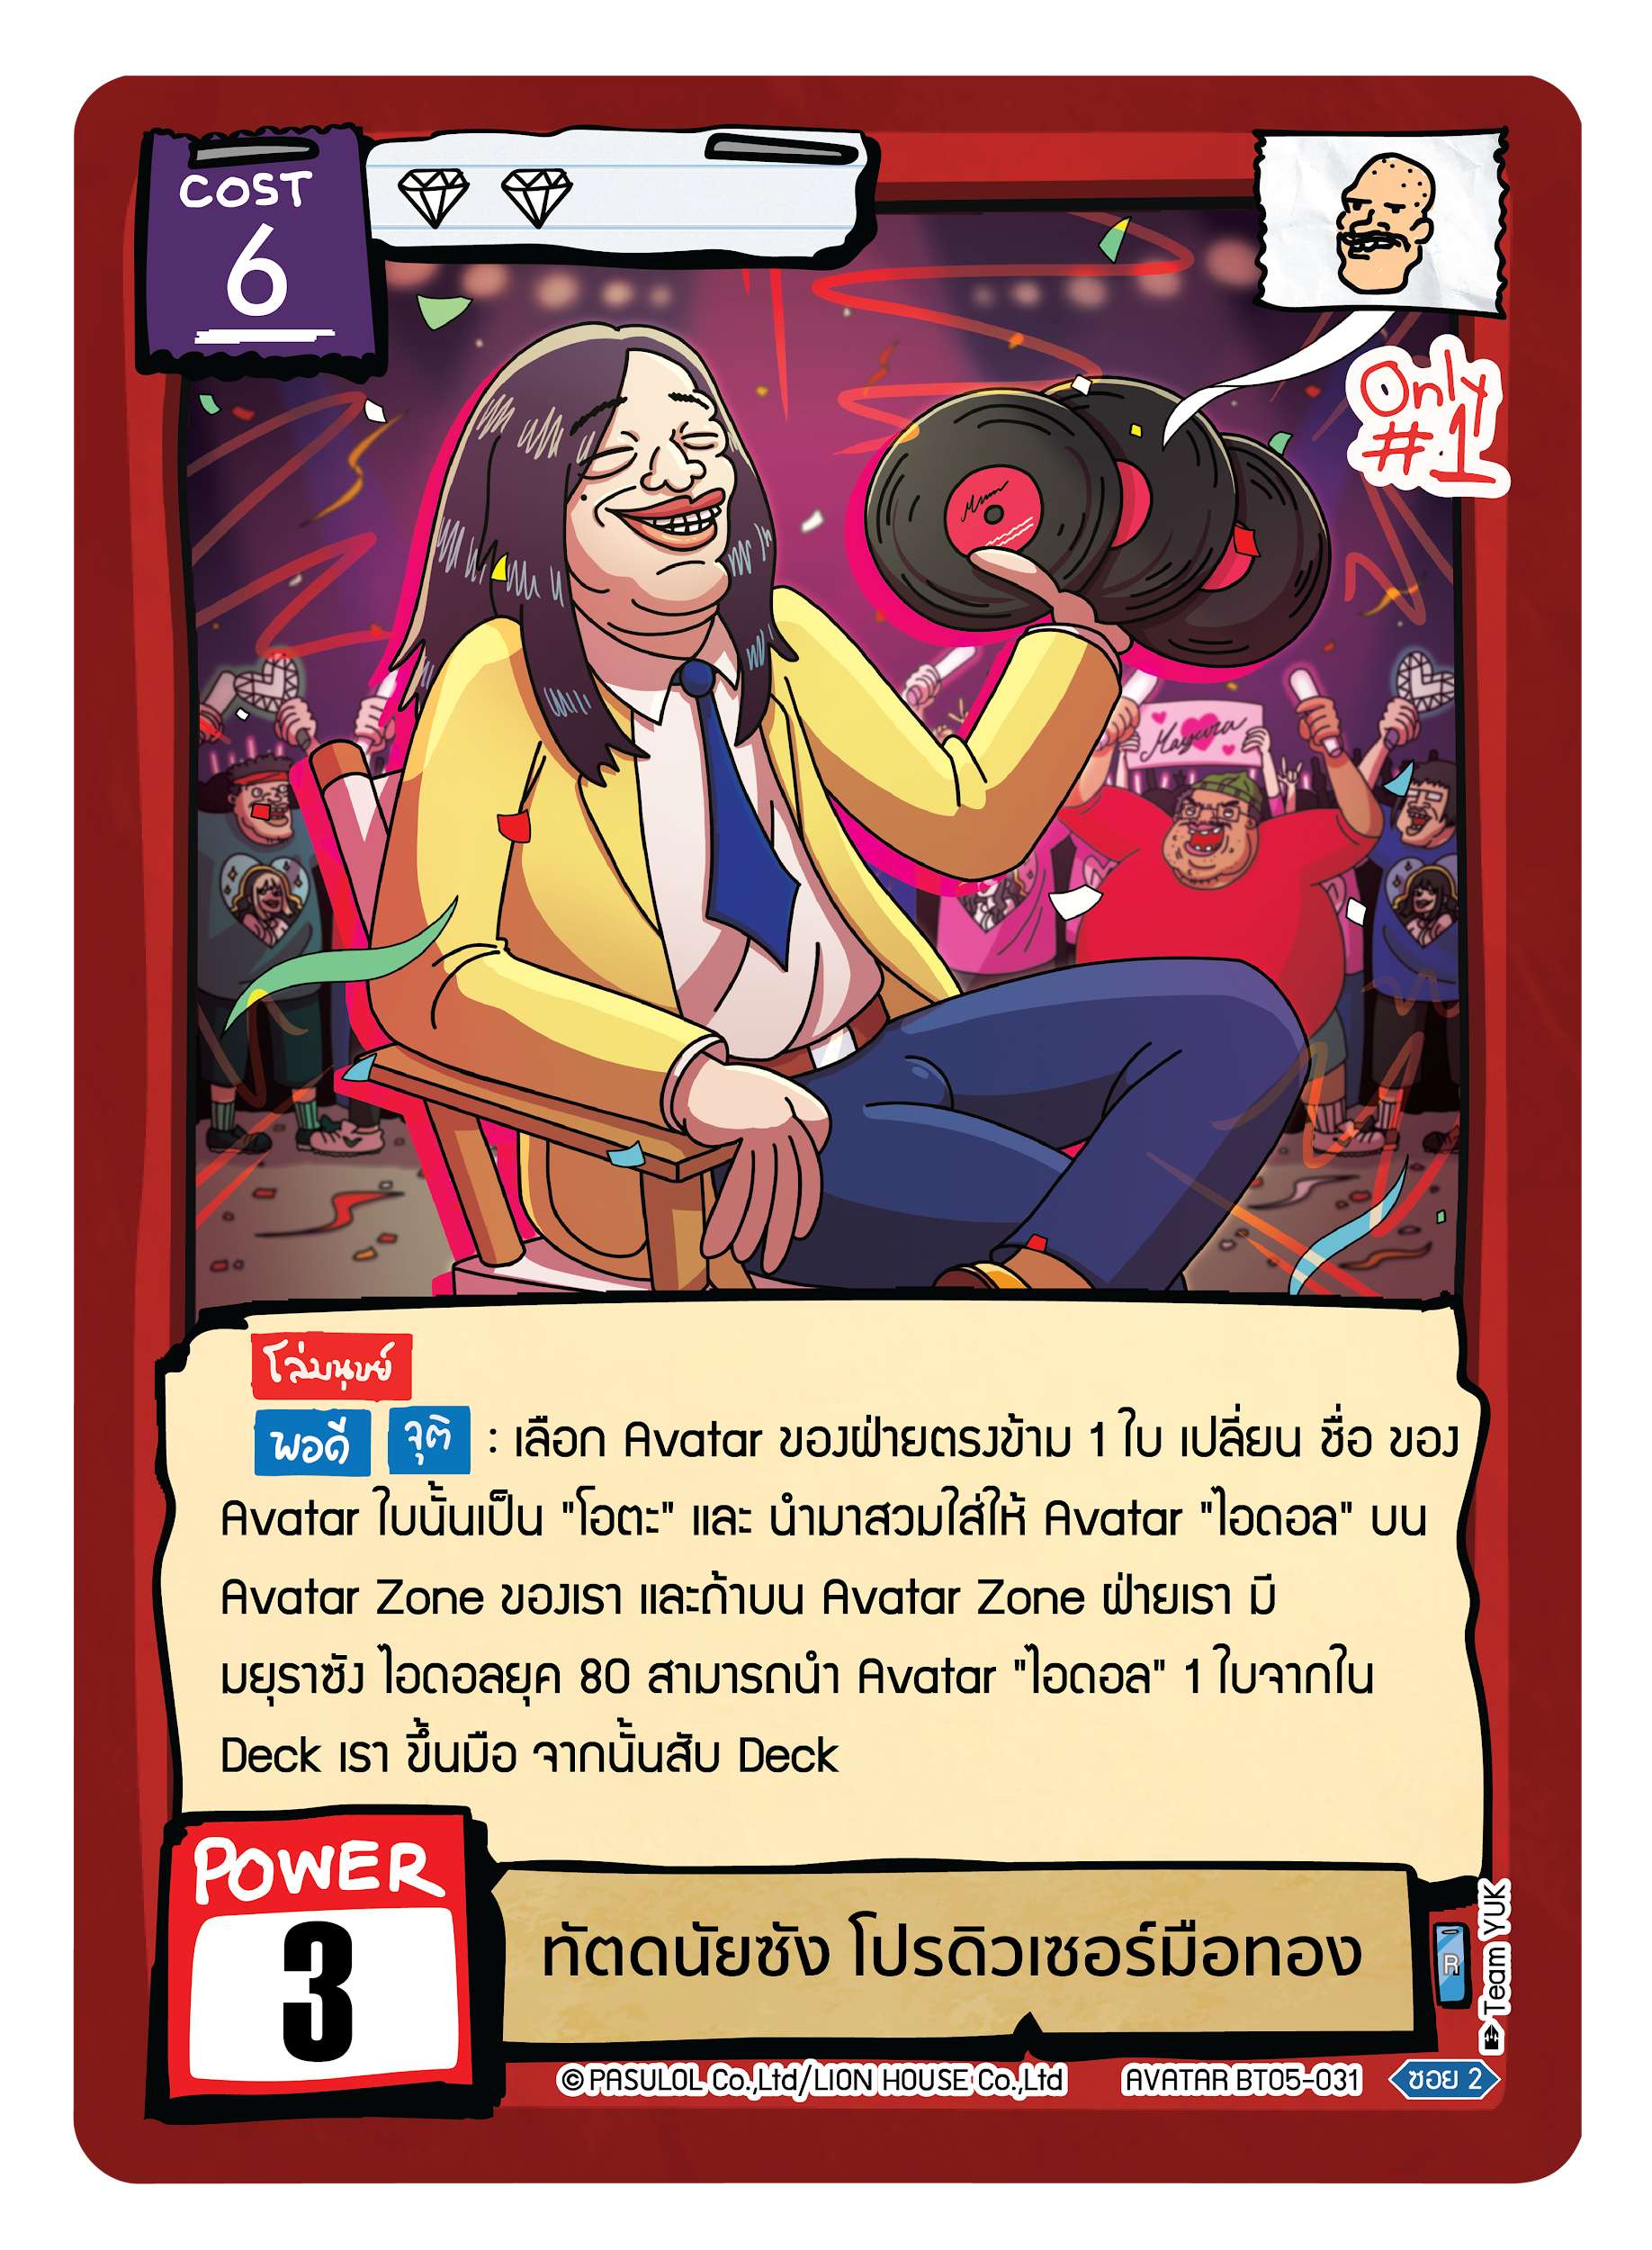 COST
6
Only
#1
Mayura
โล่มนุษย์
พอดี จุติ : เลือก Avatar ของฝ่ายตรงข้าม 1 ใบ เปลี่ยน ชื่อ ของ
Avatar ใบนั้นเป็น "โอตะ" และ นำมาสวมใส่ให้ Avatar "ไอดอล" บน
Avatar Zone ของเรา และถ้าบน Avatar Zone ฝ่ายเรา มี
มยุราซัง ไอดอลยุค 80 สามารถนำ Avatar "ไอดอล" 1 ใบจากใน
Deck เรา ขึ้นมือ จากนั้นสับ Deck
POWER
3
ทัตดนัยซัง โปรดิวเซอร์มือทอง
R
Team YUK
© PASULOL Co.,Ltd/LION HOUSE Co.,Ltd AVATAR BT05-031 ซอย 2